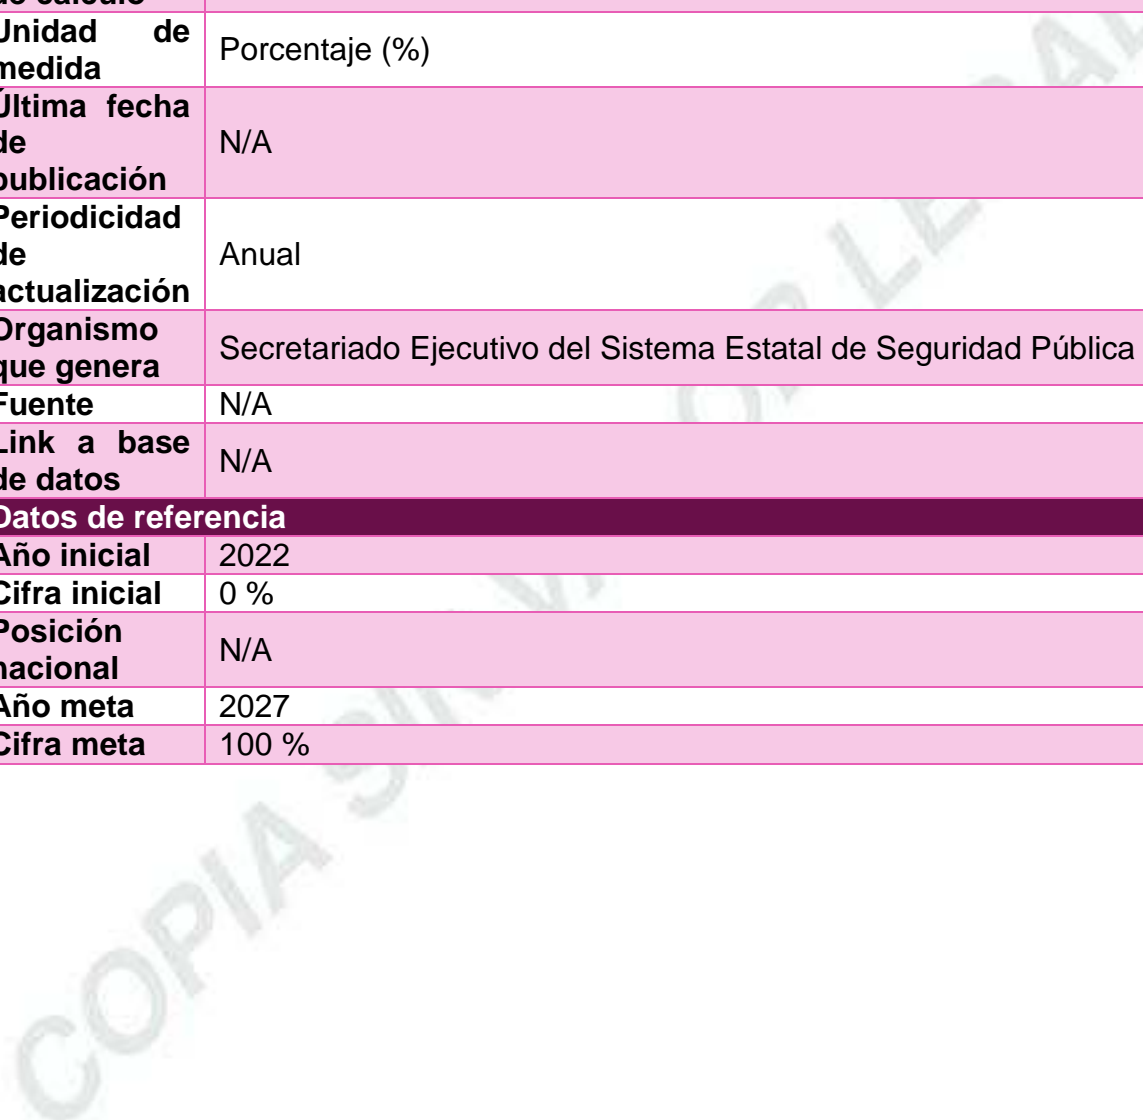 de cálculo
Unidad de
medida
Porcentaje (%)
Última fecha
de
publicación
N/A
Periodicidad
de
actualización
Anual
Organismo
que genera
Secretariado Ejecutivo del Sistema Estatal de Seguridad Pública
Fuente
N/A
Link a base
de datos
N/A
Datos de referencia
Año inicial
2022
Cifra inicial
0 %
Posición
nacional
N/A
Año meta
2027
Cifra meta
100 %
COPIA SIN VALOR LEGAL